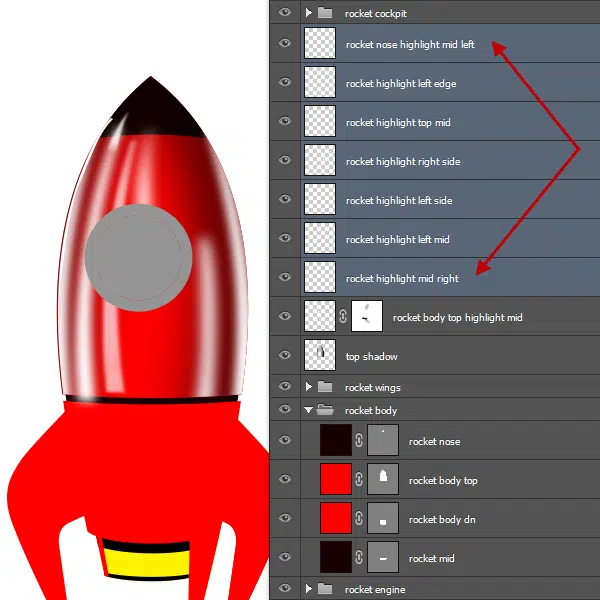 rocket cockpit
rocket nose highlight mid left
rocket highlight left edge
rocket highlight top mid
rocket highlight right side
rocket highlight left side
rocket highlight left mid
rocket highlight mid right
rocket body top highlight mid
top shadow
rocket wings
rocket body
rocket nose
rocket body top
rocket body dn
rocket mid
rocket engine